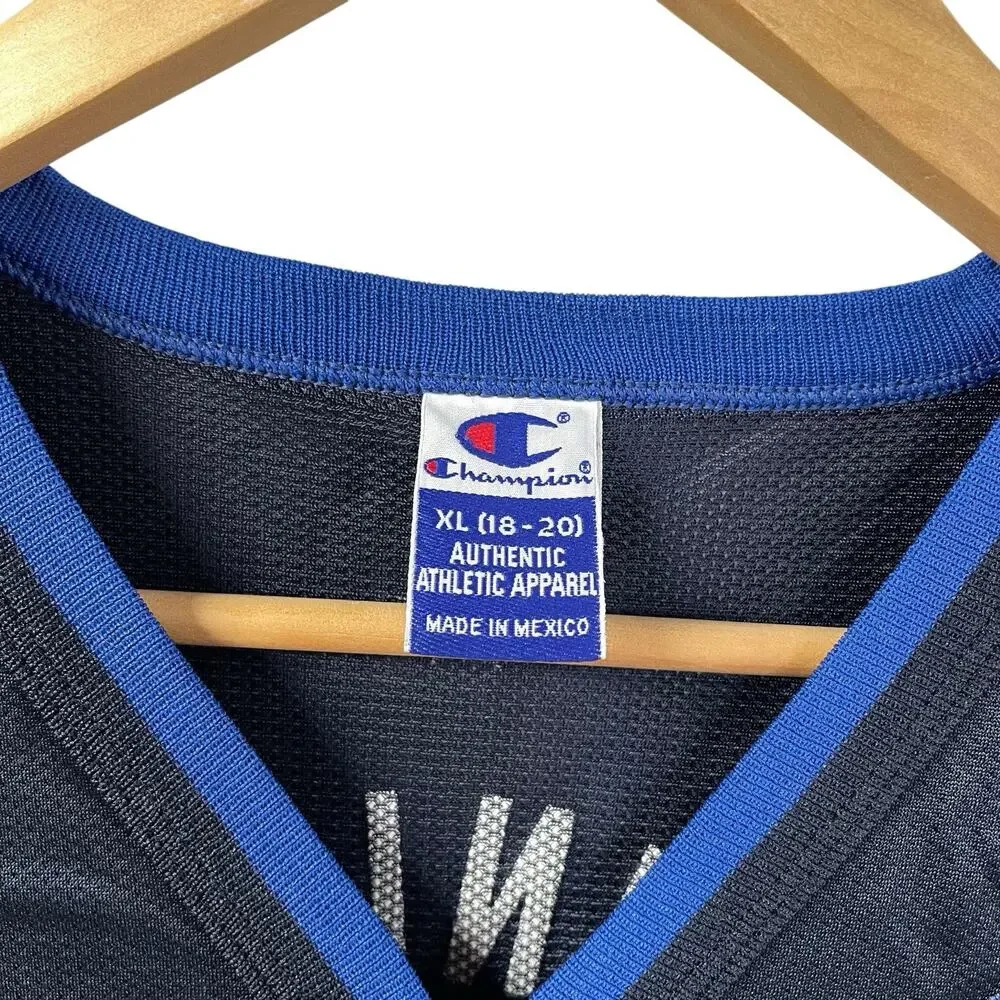 ®
Champion®
XL (18-20)
AUTHENTIC
ATHLETIC APPAREL
MADE IN MEXICO